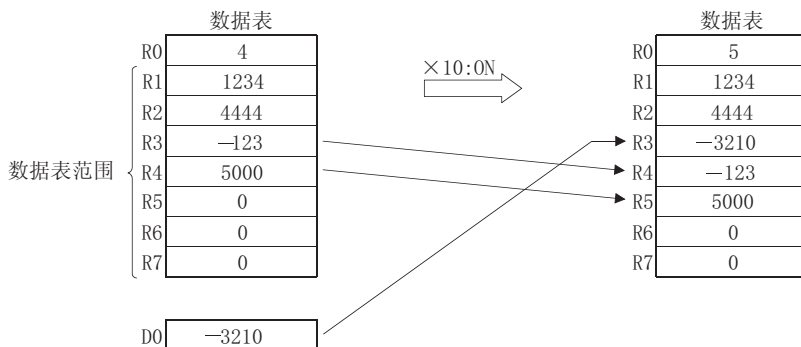 数据表
数据表
R0 4
R0 5
R1 1234
×10:ON
R1 1234
R2 4444
R2 4444
R3 −123
R3 −3210
数据表范围
R4 5000
R4 −123
R5 0
R5 5000
R6 0
R6 0
R7 0
R7 0
D0 −3210